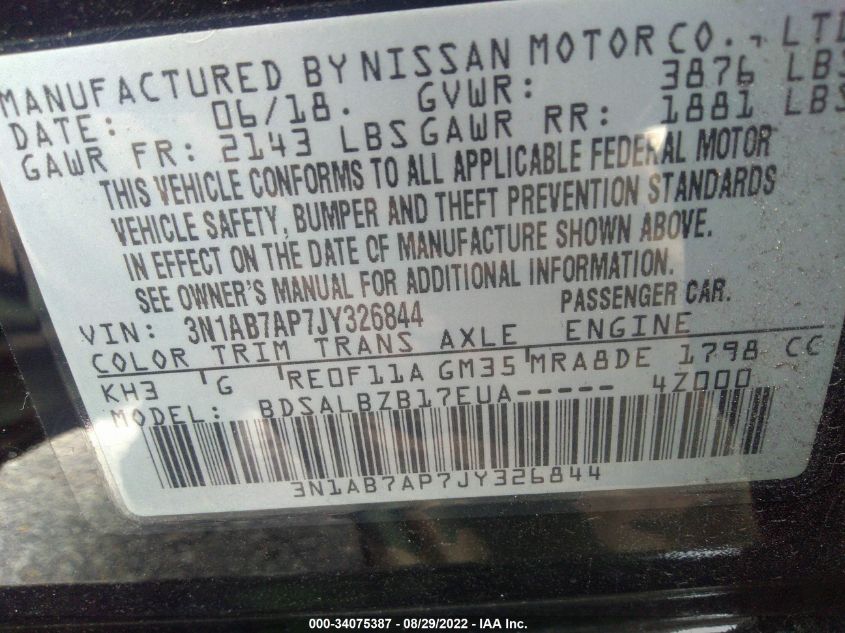 MANUFACTURED BY NISSAN MOTOR CO., LTD
DATE: 06/18. GVWR: 3876 LBS
GAWR FR: 2143 LBS GAWR RR: 1881 LBS
THIS VEHICLE CONFORMS TO ALL APPLICABLE FEDERAL MOTOR
VEHICLE SAFETY, BUMPER AND THEFT PREVENTION STANDARDS
IN EFFECT ON THE DATE OF MANUFACTURE SHOWN ABOVE.
SEE OWNER'S MANUAL FOR ADDITIONAL INFORMATION.
VIN: 3N1AB7AP7JY326844 PASSENGER CAR.
COLOR TRIM TRANS AXLE ENGINE
KH3 G RE0F11A GM35 MRA8DE 1798 CC
MODEL: BDSALBZB17EUA----- 4Z000
3N1AB7AP7JY326844
000-34075387 - 08/29/2022 - IAA Inc.